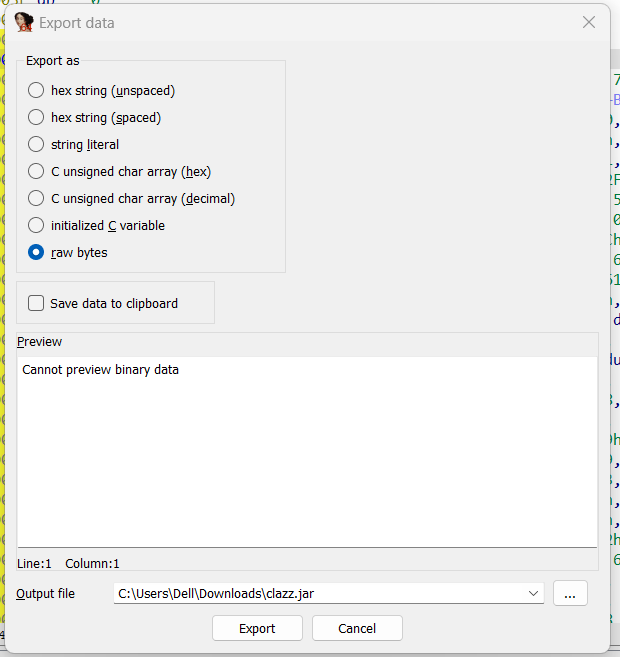 Export data
Export as
hex string (unspaced)
hex string (spaced)
string literal
C unsigned char array (hex)
C unsigned char array (decimal)
initialized C variable
raw bytes
Save data to clipboard
Preview
Cannot preview binary data
Line:1 Column:1
Output file C:\Users\Dell\Downloads\clazz.jar ...
Export Cancel